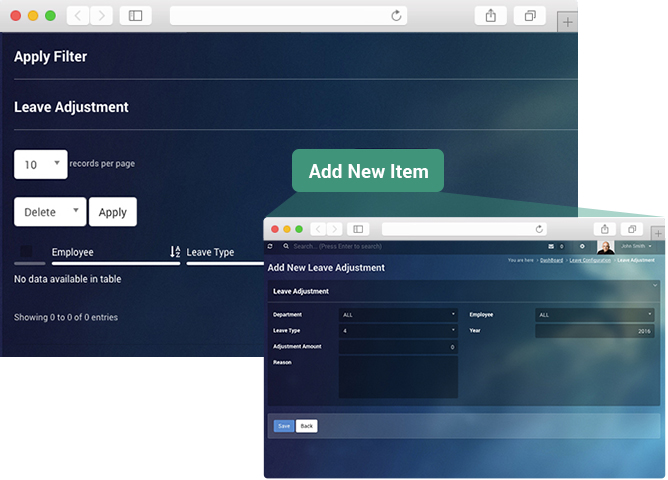 Apply Filter
Leave Adjustment
10 records per page
Add New Item
Delete Apply
Employee Leave Type
No data available in table
Showing 0 to 0 of 0 entries
Search... (Press Enter to search) 0 John Smith
You are here > DashBoard > Leave Configuration > Leave Adjustment
Add New Leave Adjustment
Leave Adjustment
Department ALL Employee ALL
Leave Type 4 Year 2016
Adjustment Amount 0
Reason
Save Back